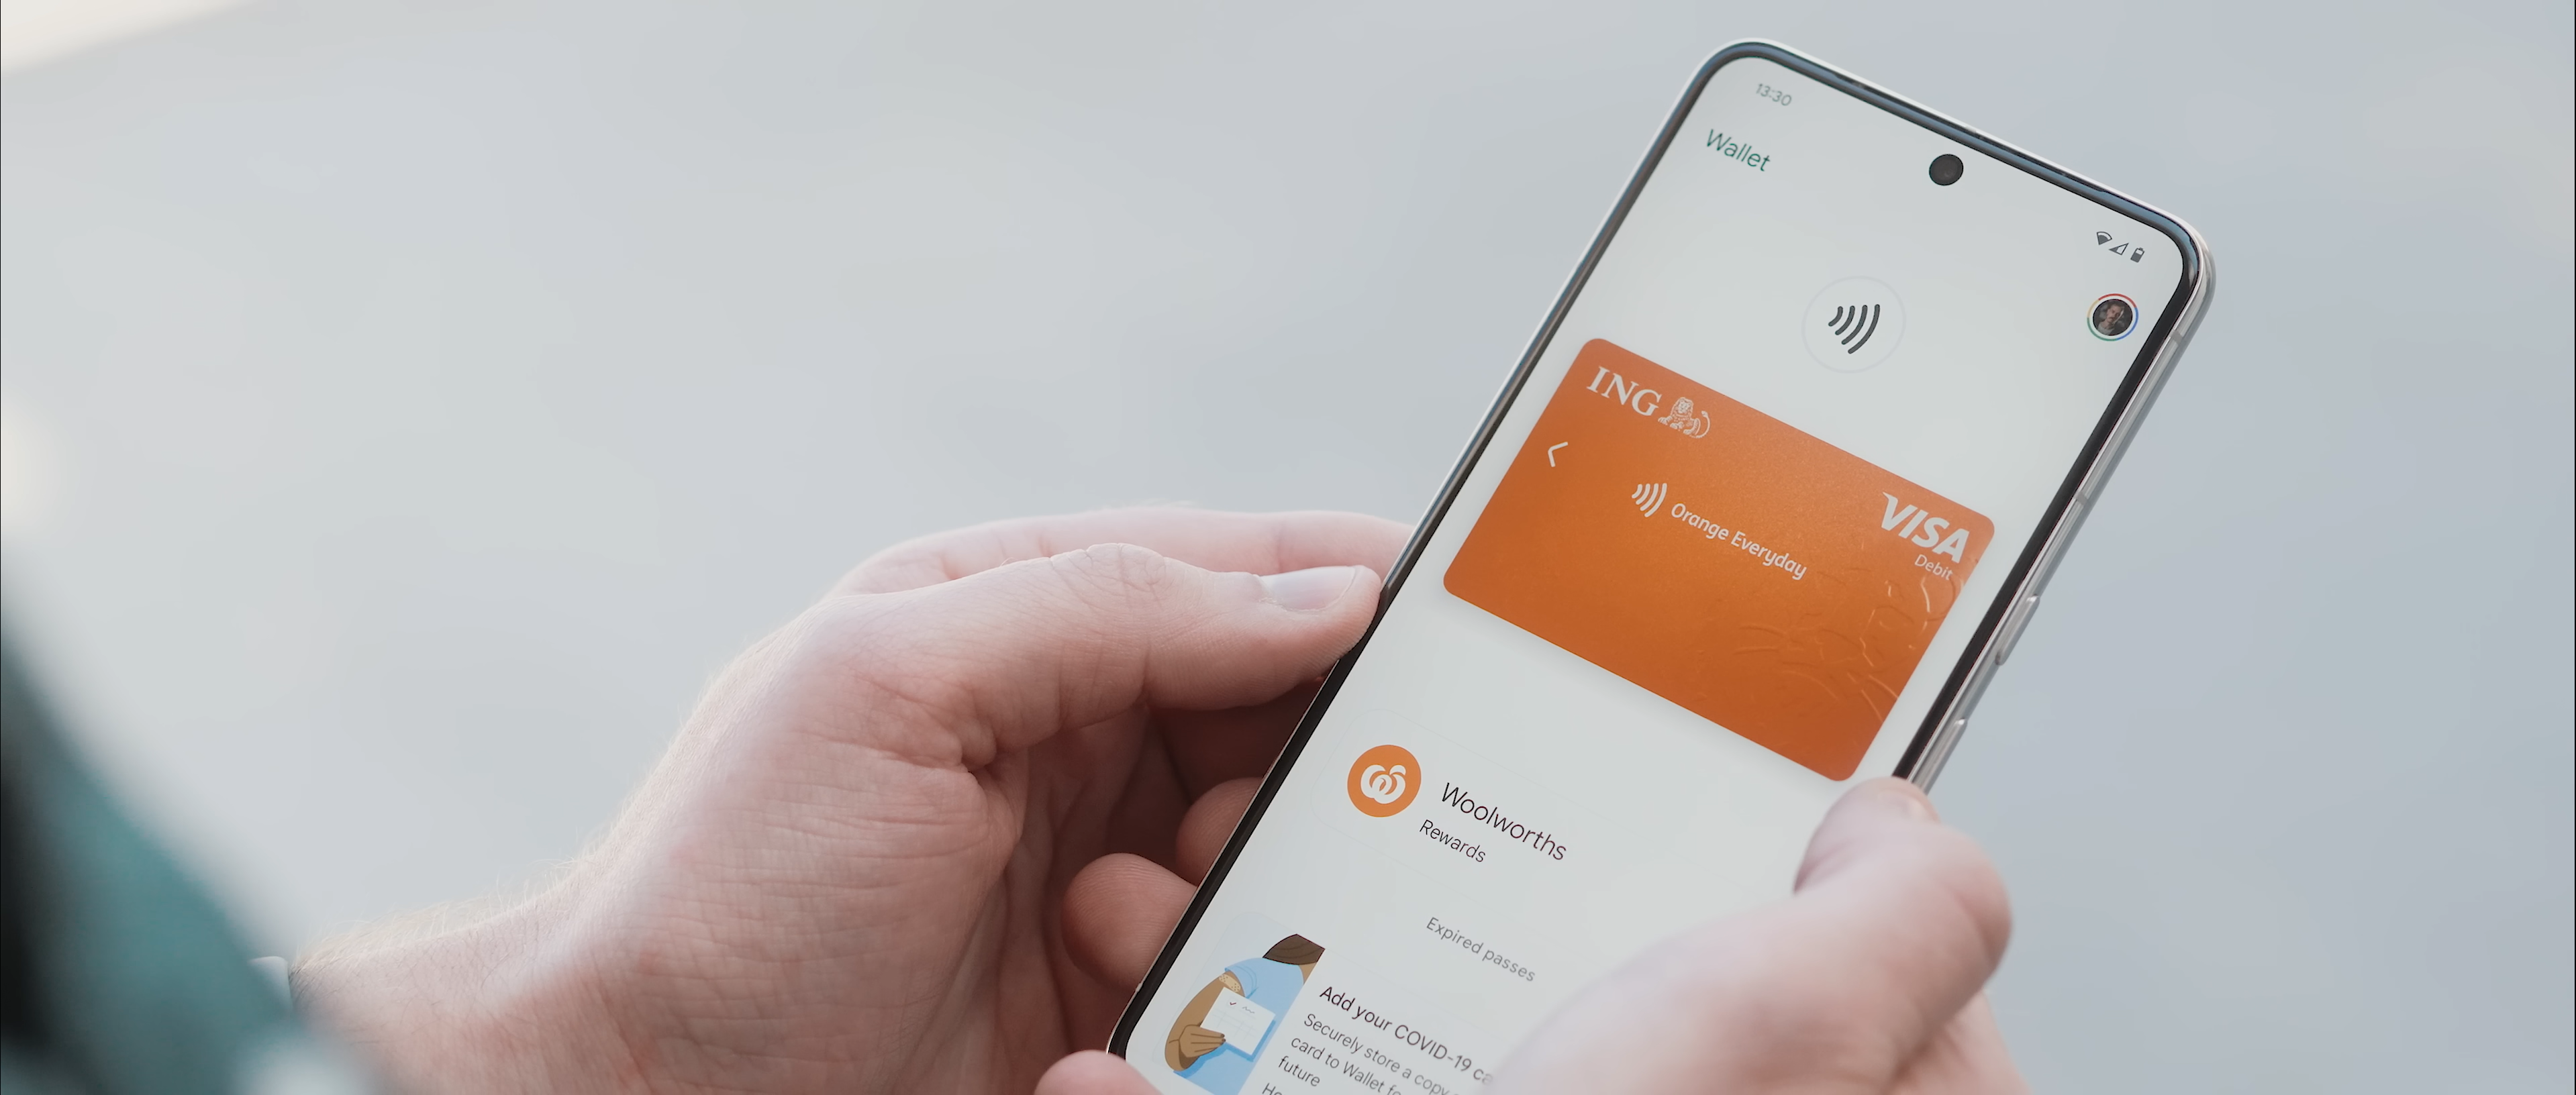 13:30
Wallet
ING
Orange Everyday
VISA
Debit
Woolworths
Rewards
Expired passes
Add your COVID-19
Securely store a copy
card to Wallet
future